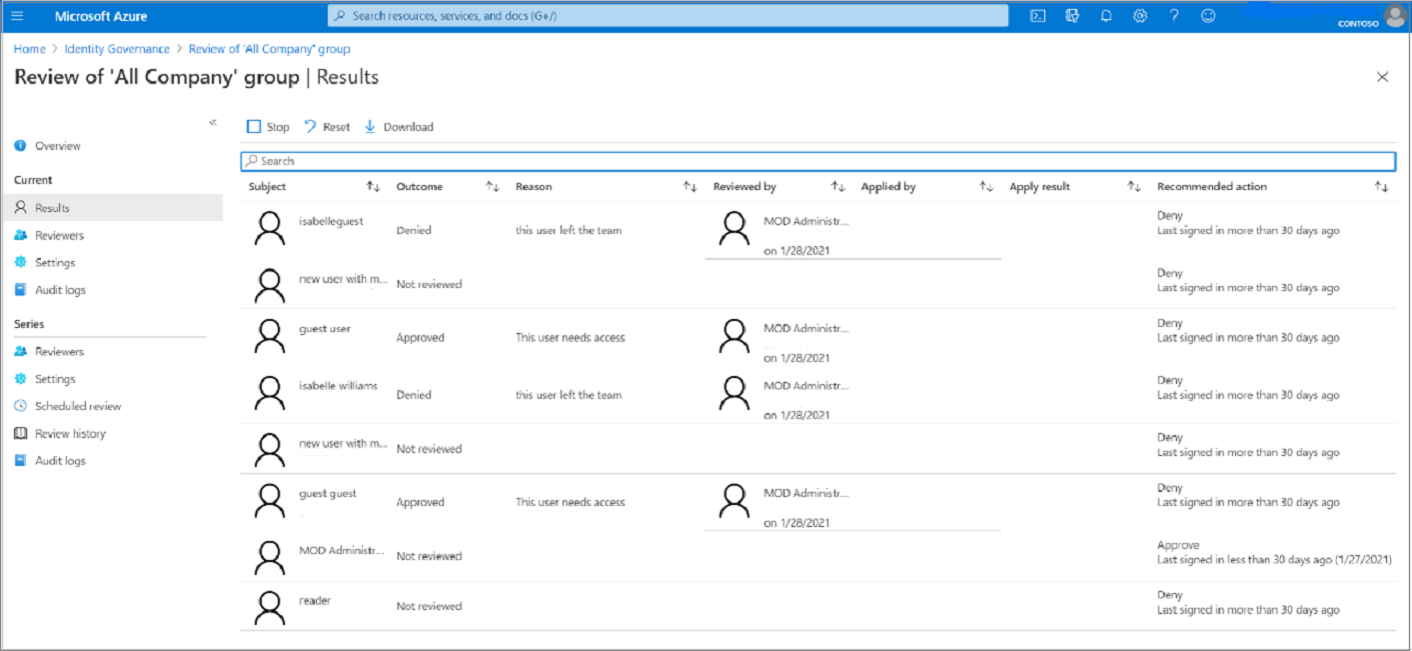 Microsoft Azure
Search resources, services, and docs (G+/)
CONTOSO
Home > Identity Governance > Review of 'All Company' group
Review of 'All Company' group | Results
Stop Reset Download
Search
Overview
Current
Results
Reviewers
Settings
Audit logs
Series
Reviewers
Settings
Scheduled review
Review history
Audit logs
Subject Outcome Reason Reviewed by Applied by Apply result Recommended action
isabelleguest Denied this user left the team MOD Administr... on 1/28/2021 Deny
Last signed in more than 30 days ago
new user with m... Not reviewed Deny
Last signed in more than 30 days ago
guest user Approved This user needs access MOD Administr... on 1/28/2021 Deny
Last signed in more than 30 days ago
isabelle williams Denied this user left the team MOD Administr... on 1/28/2021 Deny
Last signed in more than 30 days ago
new user with m... Not reviewed Deny
Last signed in more than 30 days ago
guest guest Approved This user needs access MOD Administr... on 1/28/2021 Deny
Last signed in more than 30 days ago
MOD Administr... Not reviewed Approve
Last signed in less than 30 days ago (1/27/2021)
reader Not reviewed Deny
Last signed in more than 30 days ago